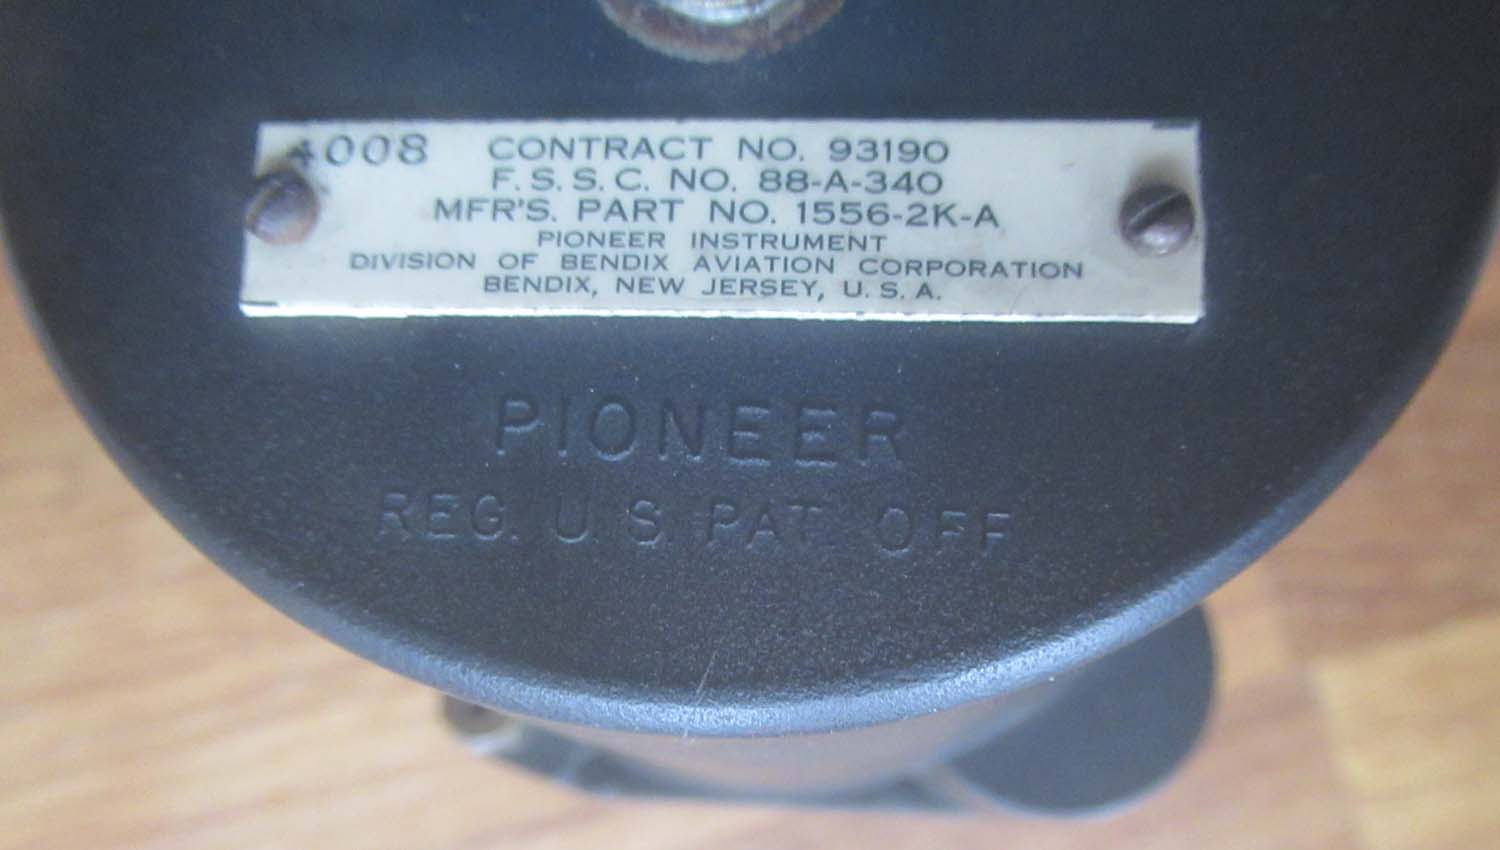 4008 CONTRACT NO. 93190
F. S. S. C. NO. 88-A-340
MFR'S. PART NO. 1556-2K-A
PIONEER INSTRUMENT
DIVISION OF BENDIX AVIATION CORPORATION
BENDIX, NEW JERSEY, U. S. A.
PIONEER
REG. U S PAT OFF